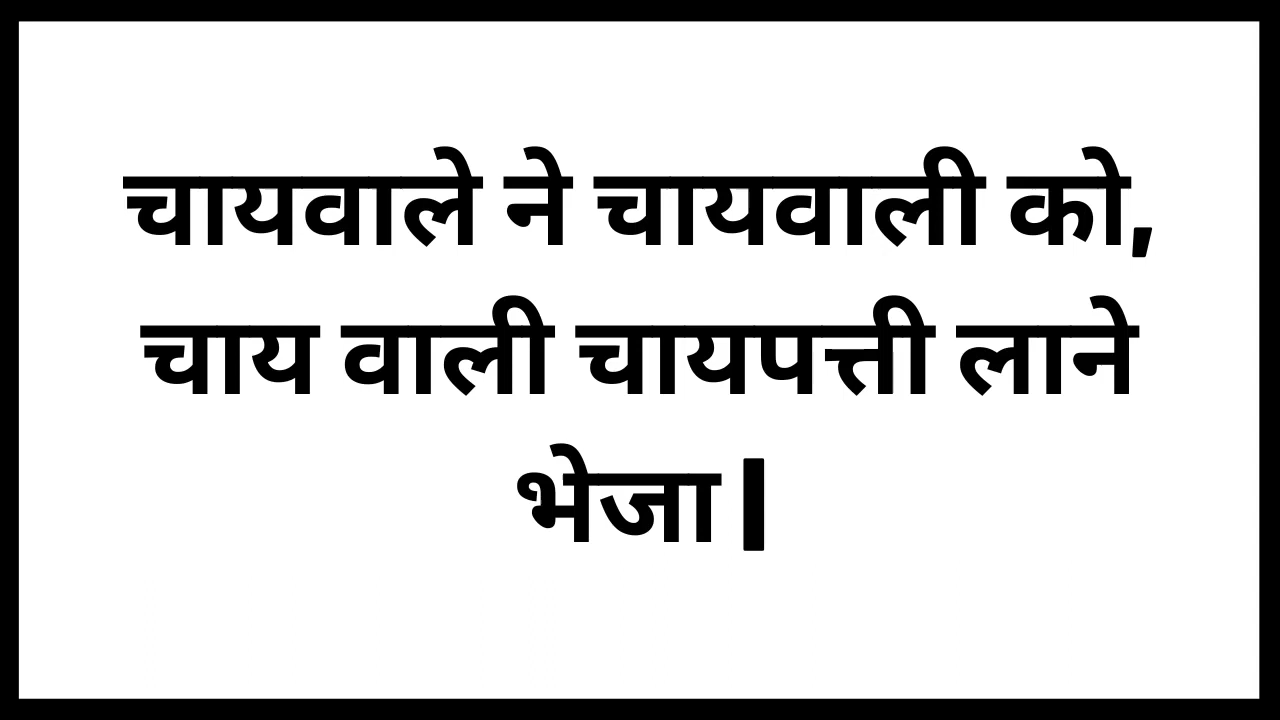 चायवाले ने चायवाली को,
चाय वाली चायपत्ती लाने
भेजा |